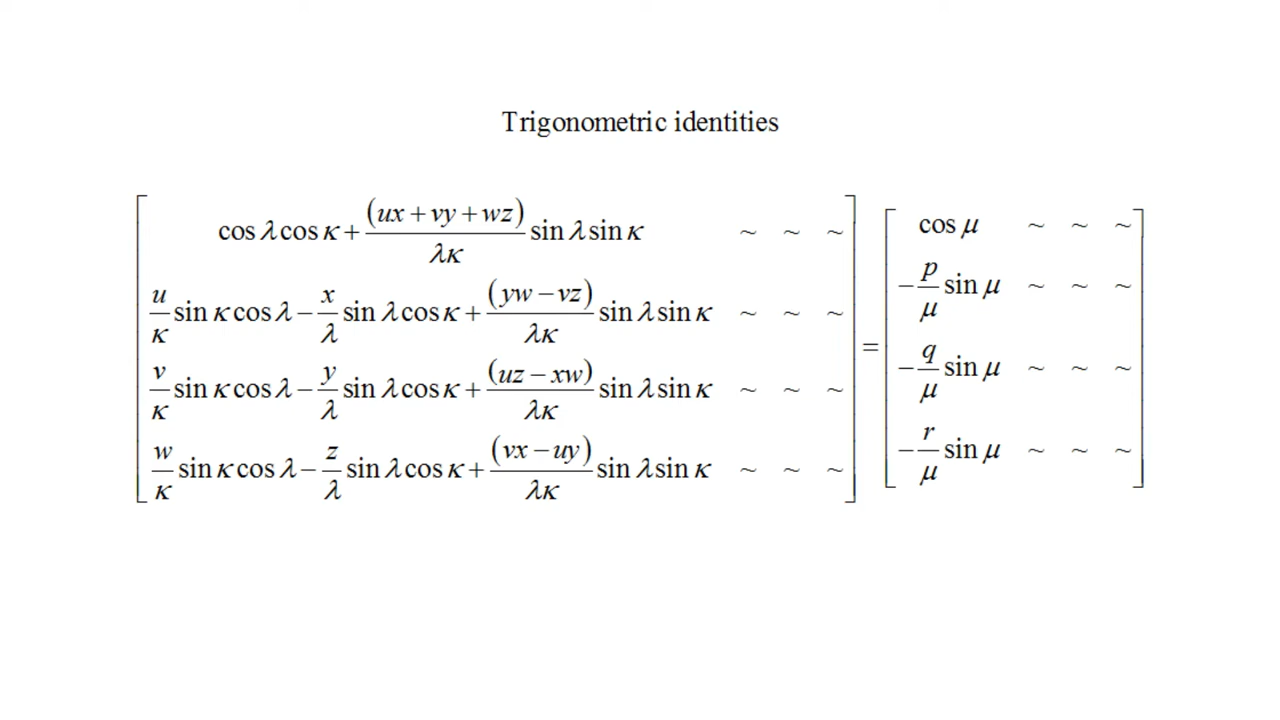 Trigonometric identities
[ cos λ cos κ + (ux + vy + wz)/λκ sin λ sin κ ~ ~ ~ ] = [ cos μ ~ ~ ~ ]
[ u/κ sin κ cos λ − x/λ sin λ cos κ + (yw − vz)/λκ sin λ sin κ ~ ~ ~ ] [ − p/μ sin μ ~ ~ ~ ]
[ v/κ sin κ cos λ − y/λ sin λ cos κ + (uz − xw)/λκ sin λ sin κ ~ ~ ~ ] [ − q/μ sin μ ~ ~ ~ ]
[ w/κ sin κ cos λ − z/λ sin λ cos κ + (vx − uy)/λκ sin λ sin κ ~ ~ ~ ] [ − r/μ sin μ ~ ~ ~ ]